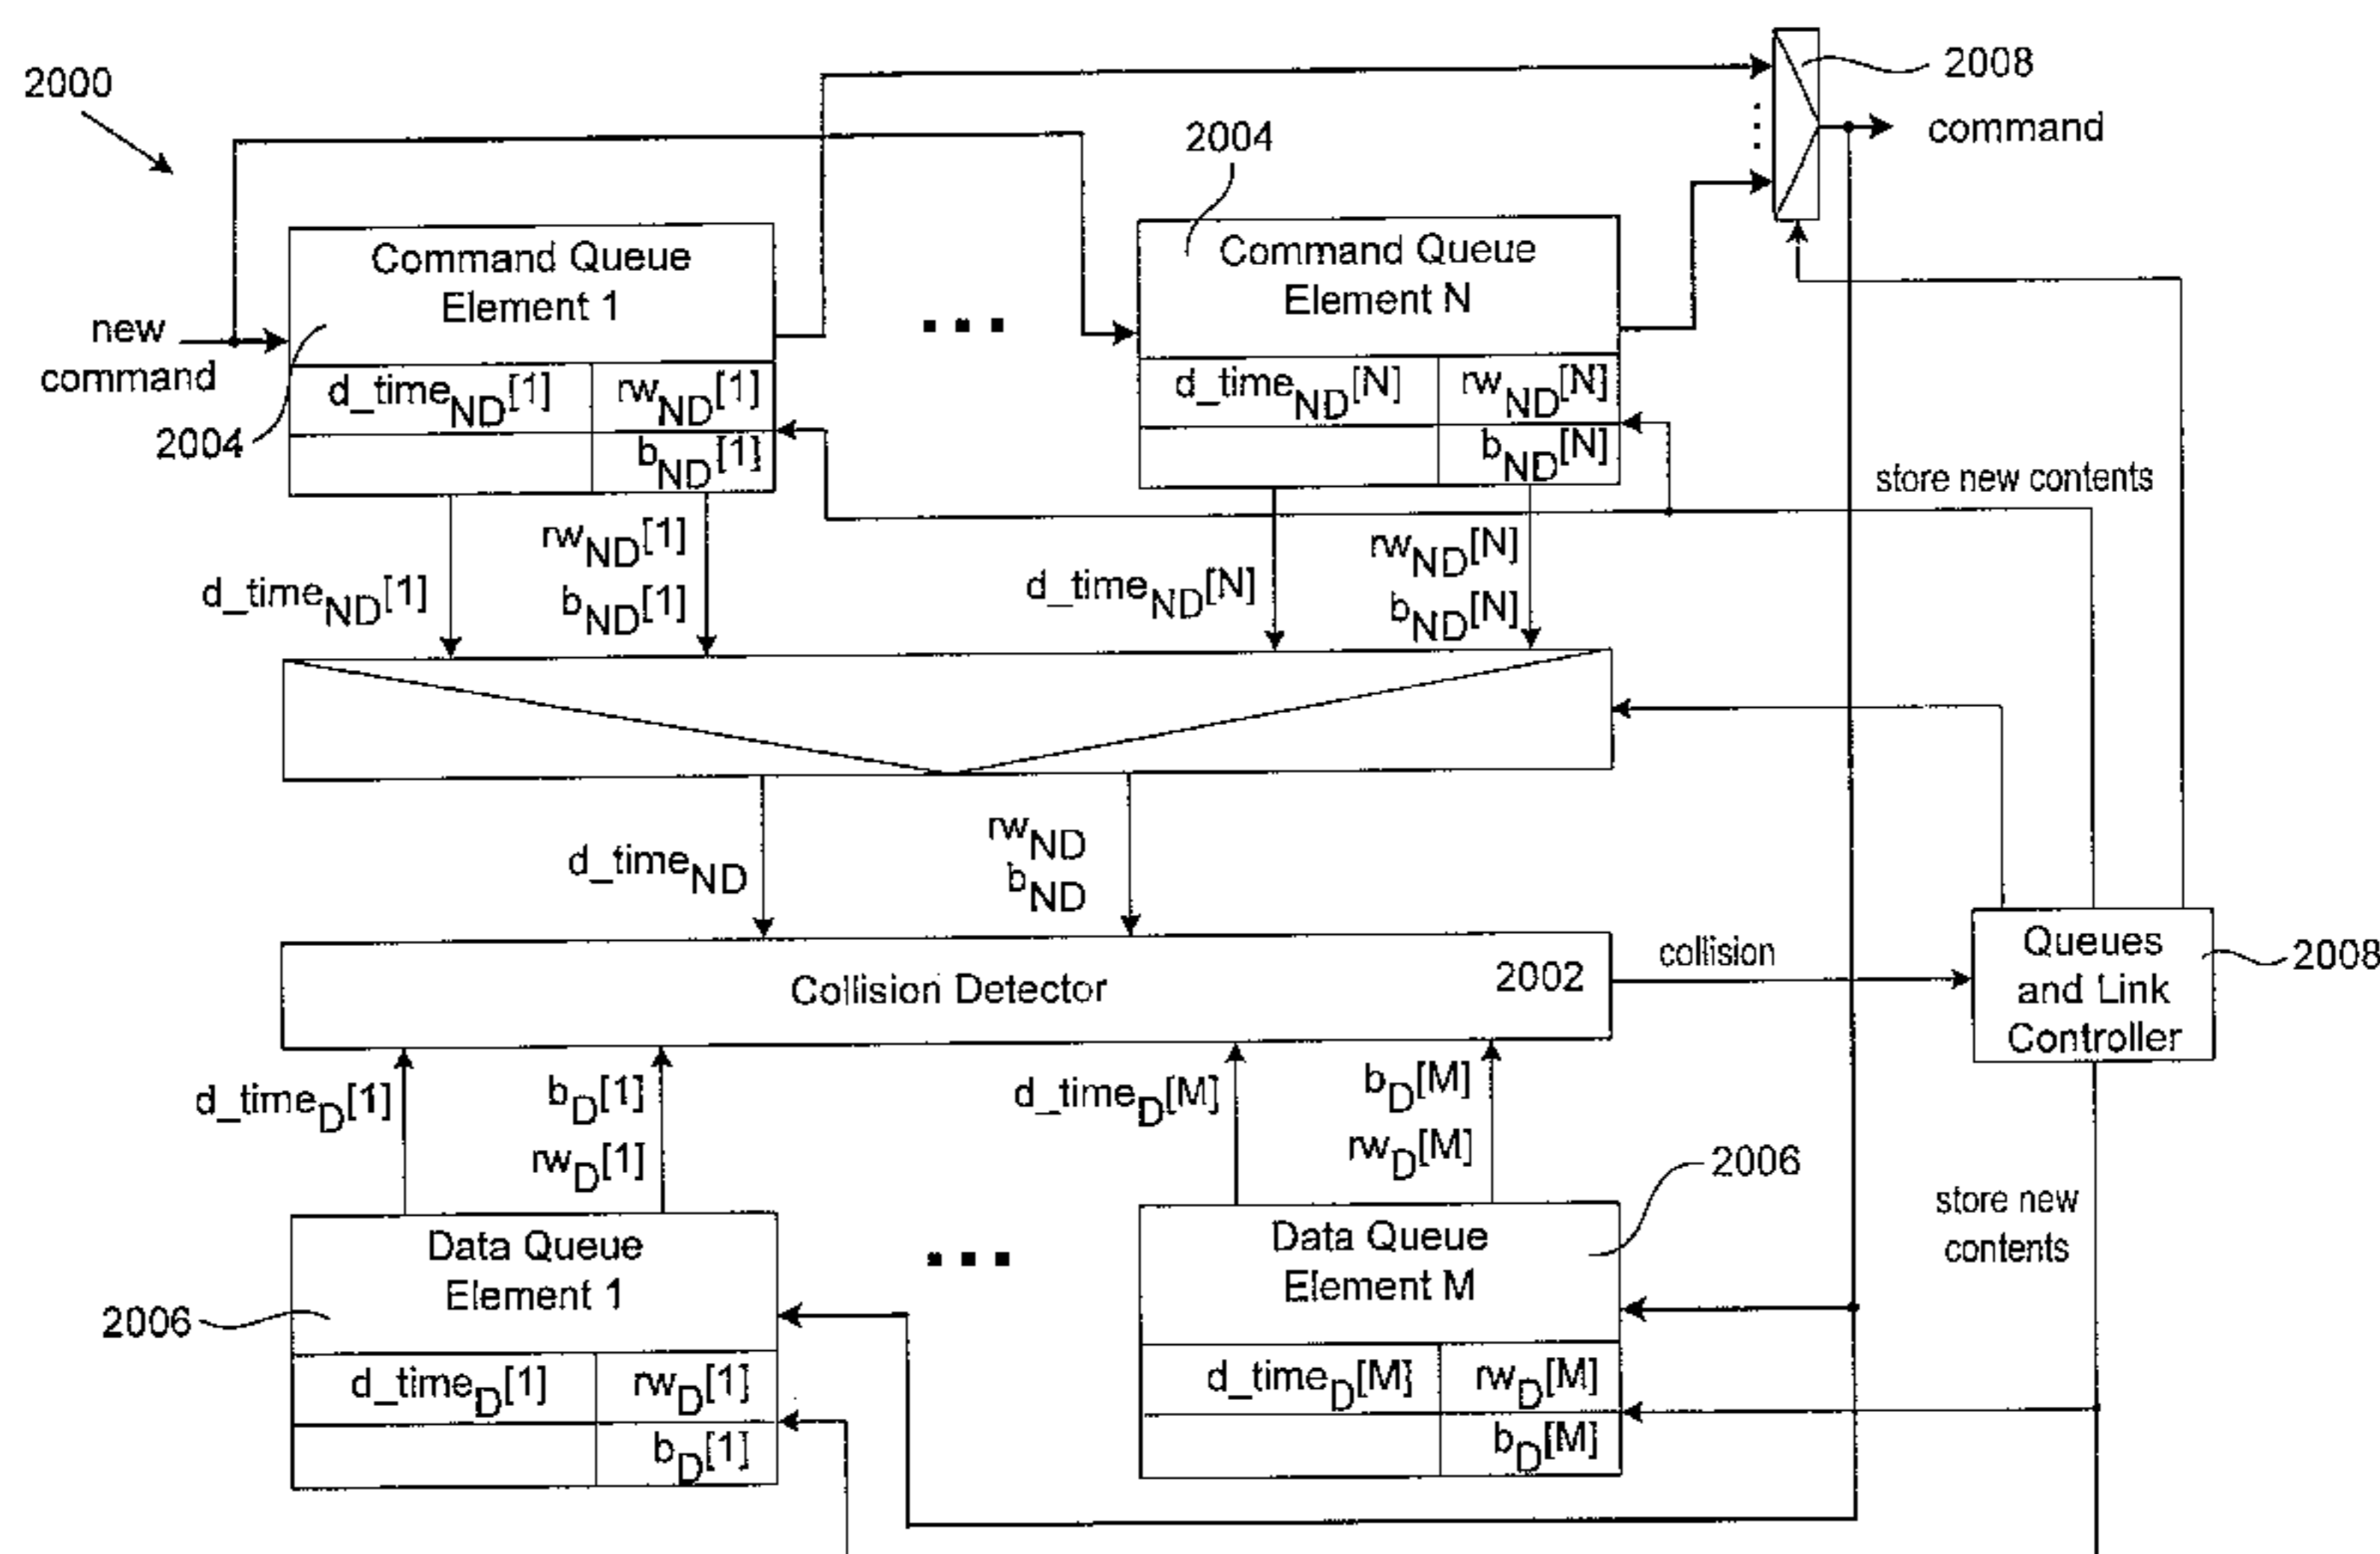 2000
2008
command
2004
Command Queue
Element 1
Command Queue
Element N
new
command
d_timeND[1]
rwND[1]
d_timeND[N]
rwND[N]
2004
bND[1]
bND[N]
store new contents
rwND[1]
rwND[N]
d_timeND[1]
bND[1]
d_timeND[N]
bND[N]
rwND
d_timeND
bND
Collision Detector
2002
collision
Queues
and Link
Controller
2008
d_timeD[1]
bD[1]
d_timeD[M]
bD[M]
rwD[1]
rwD[M]
2006
store new
contents
Data Queue
Element 1
Data Queue
Element M
2006
d_timeD[1]
rwD[1]
d_timeD[M]
rwD[M]
bD[1]
bD[M]